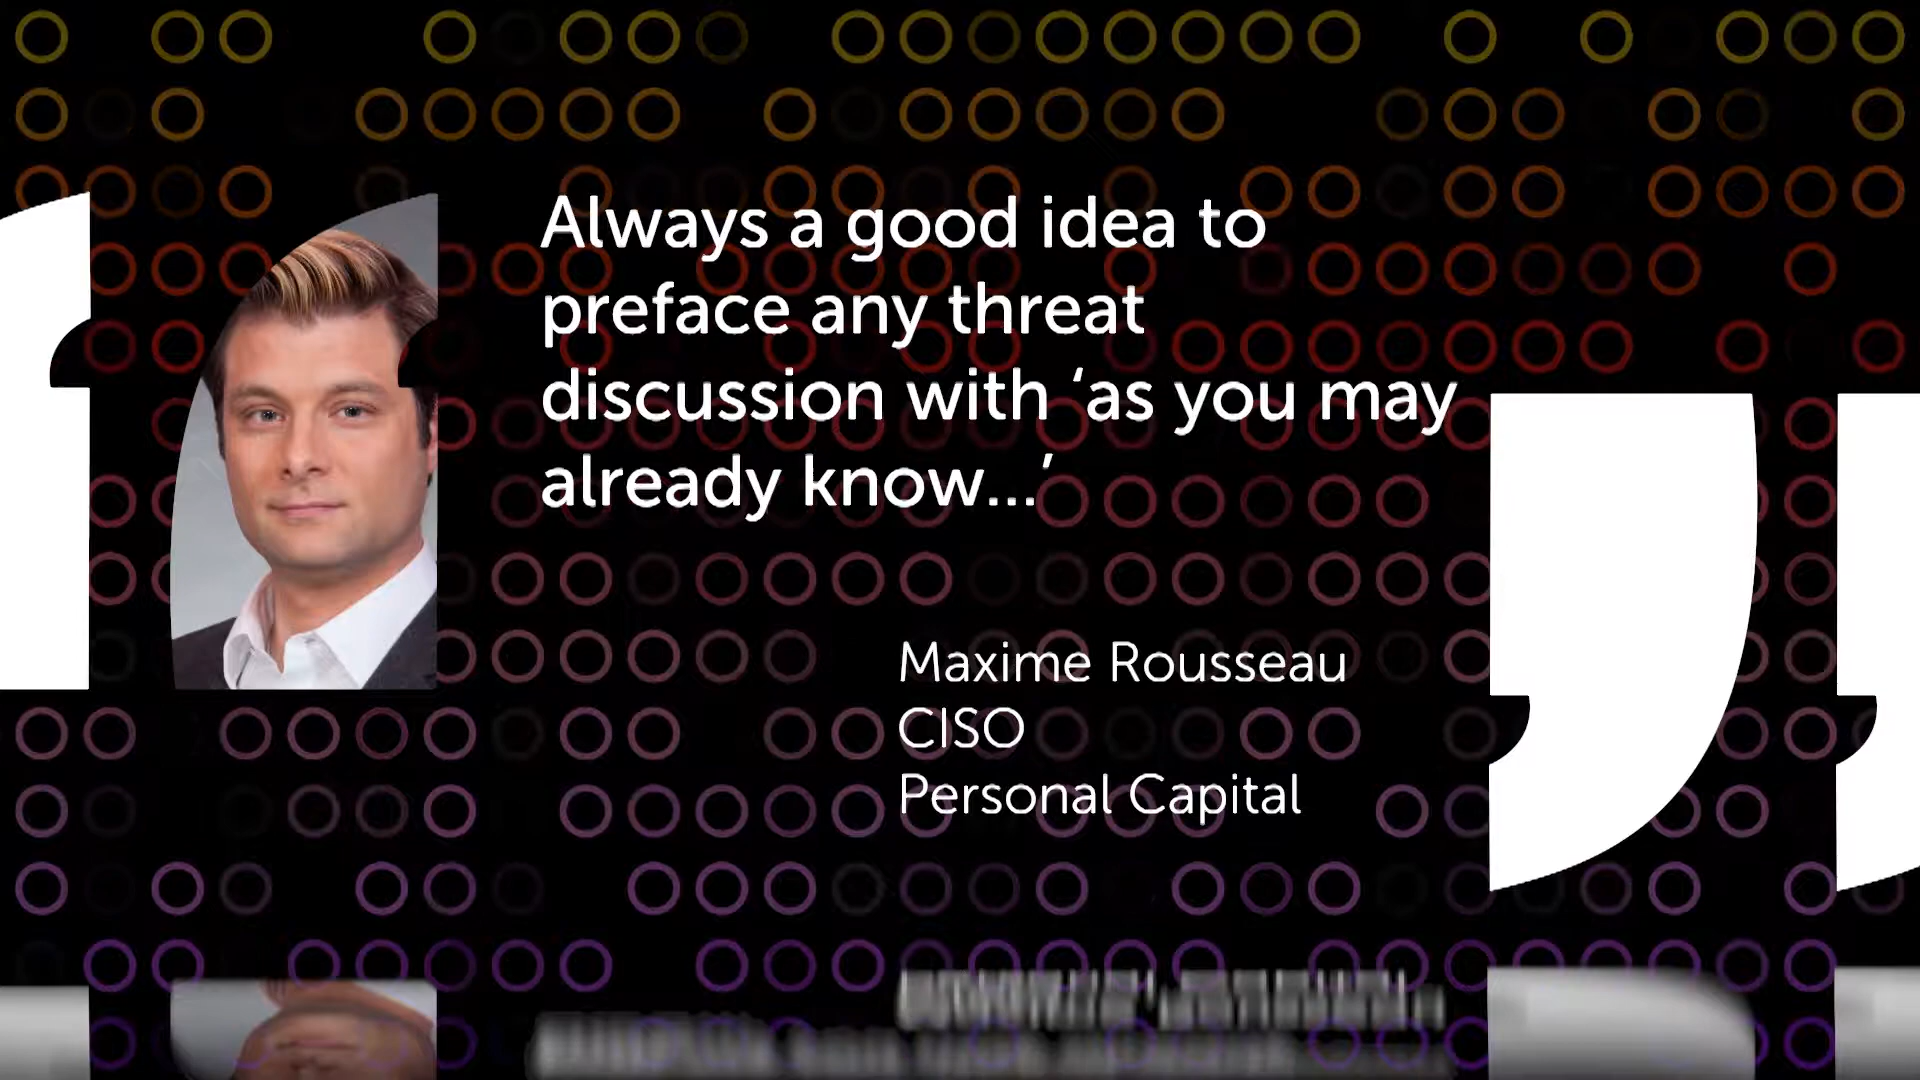 Always a good idea to
preface any threat
discussion with ‘as you may
already know...’
Maxime Rousseau
CISO
Personal Capital